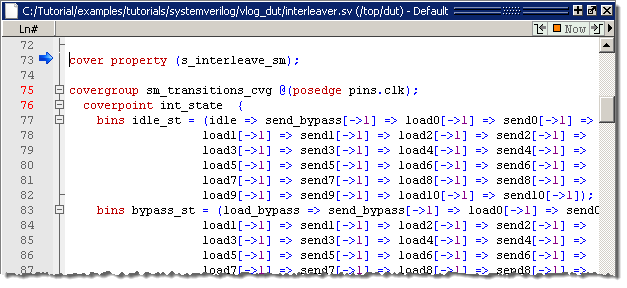 C:/Tutorial/examples/tutorials/systemverilog/vlog_dut/interleaver.sv (/top/dut) - Default
Ln#
Now
72
73 cover property (s_interleave_sm);
74
75 covergroup sm_transitions_cvg @(posedge pins.clk);
76 coverpoint int_state {
77 bins idle_st = (idle => send_bypass[->1] => load0[->1] => send0[->1] =>
78 load1[->1] => send1[->1] => load2[->1] => send2[->1] =>
79 load3[->1] => send3[->1] => load4[->1] => send4[->1] =>
80 load5[->1] => send5[->1] => load6[->1] => send6[->1] =>
81 load7[->1] => send7[->1] => load8[->1] => send8[->1] =>
82 load9[->1] => send9[->1] => load10[->1] => send10[->1]);
83 bins bypass_st = (load_bypass => send_bypass[->1] => load0[->1] => send0
84 load1[->1] => send1[->1] => load2[->1] => send2[->1] =>
85 load3[->1] => send3[->1] => load4[->1] => send4[->1] =>
86 load5[->1] => send5[->1] => load6[->1] => send6[->1] =>
87 load7[->1] => send7[->1] => load8[->1] => send8[->1] =>